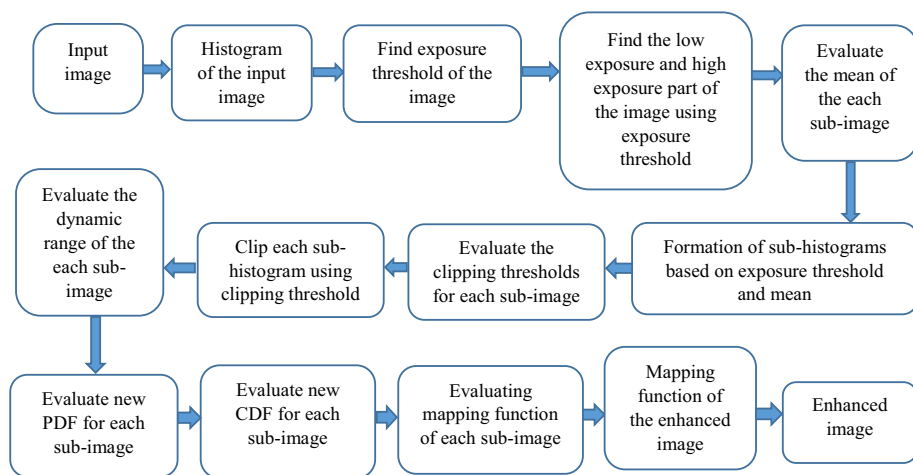 Input
image
Histogram
of the input
image
Find exposure
threshold of the
image
Find the low
exposure and high
exposure part of
the image using
exposure
threshold
Evaluate
the mean of
the each
sub-image
Formation of sub-histograms
based on exposure threshold
and mean
Evaluate the
clipping thresholds
for each sub-image
Clip each sub-
histogram using
clipping threshold
Evaluate the
dynamic
range of the
each sub-
image
Evaluate new
PDF for each
sub-image
Evaluate new
CDF for each
sub-image
Evaluating
mapping function
of each sub-image
Mapping
function of
the enhanced
image
Enhanced
image